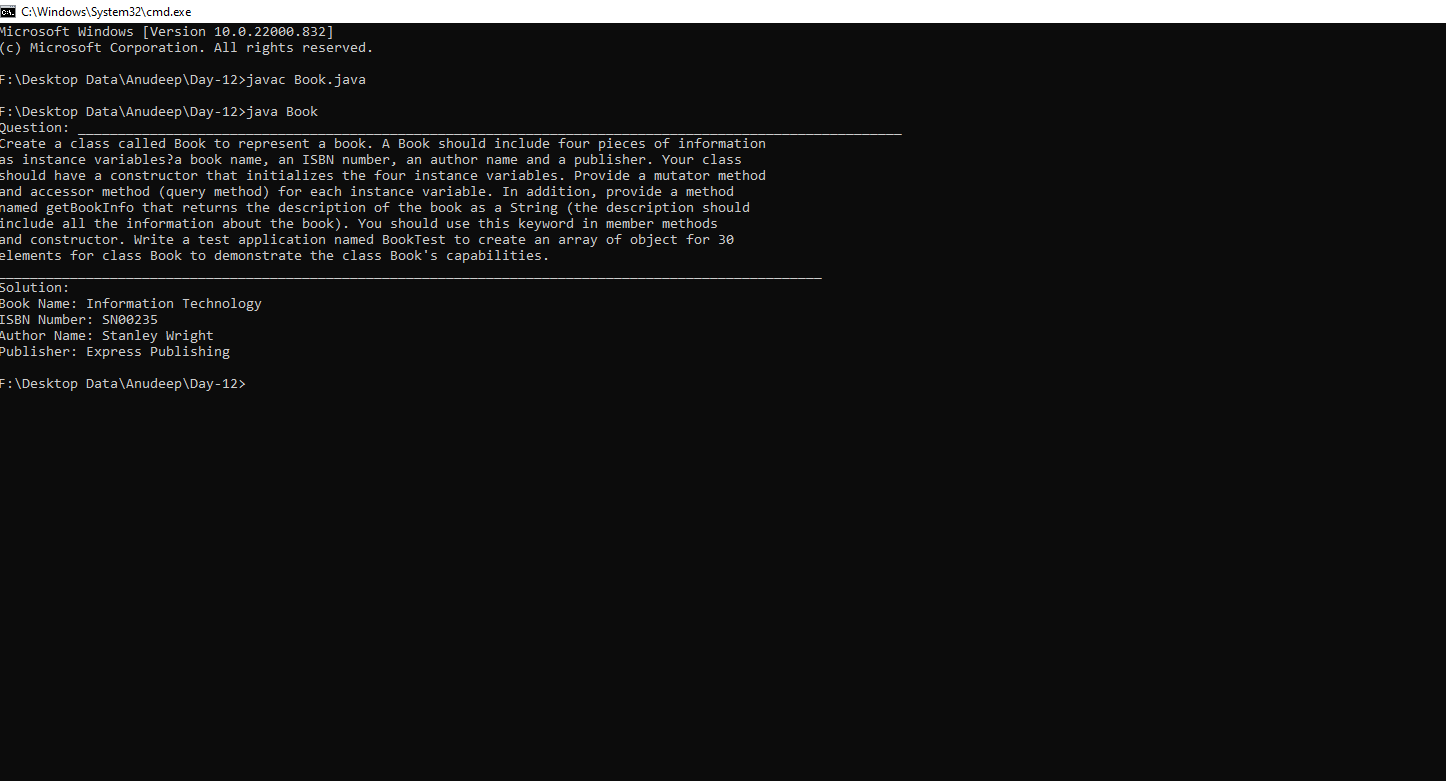 C:\Windows\System32\cmd.exe
Microsoft Windows [Version 10.0.22000.832]
(c) Microsoft Corporation. All rights reserved.
F:\Desktop Data\Anudeep\Day-12>javac Book.java
F:\Desktop Data\Anudeep\Day-12>java Book
Question: _______________________________________________________________________________________________________
Create a class called Book to represent a book. A Book should include four pieces of information
as instance variables?a book name, an ISBN number, an author name and a publisher. Your class
should have a constructor that initializes the four instance variables. Provide a mutator method
and accessor method (query method) for each instance variable. In addition, provide a method
named getBookInfo that returns the description of the book as a String (the description should
include all the information about the book). You should use this keyword in member methods
and constructor. Write a test application named BookTest to create an array of object for 30
elements for class Book to demonstrate the class Book's capabilities.
_______________________________________________________________________________________________________
Solution:
Book Name: Information Technology
ISBN Number: SN00235
Author Name: Stanley Wright
Publisher: Express Publishing
F:\Desktop Data\Anudeep\Day-12>